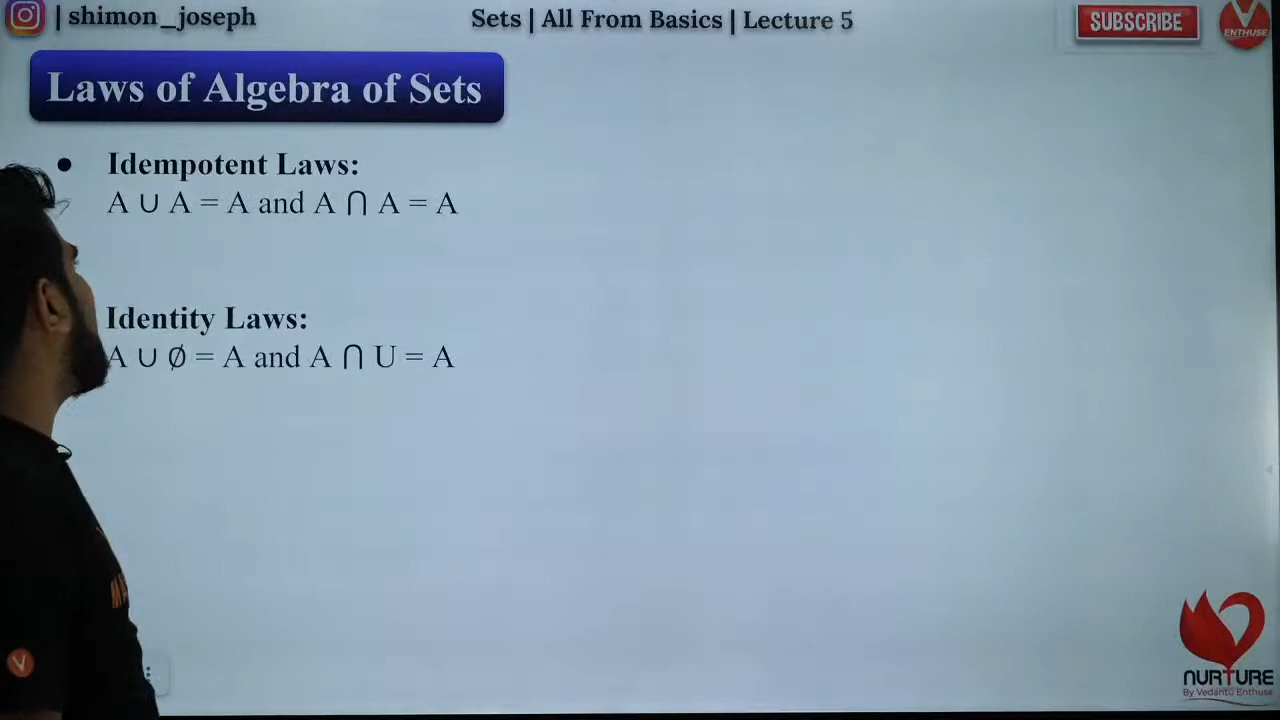 | shimon_joseph
Sets | All From Basics | Lecture 5
SUBSCRIBE
V
ENTHUSE
Laws of Algebra of Sets
● Idempotent Laws:
A ∪ A = A and A ⋂ A = A
Identity Laws:
A ∪ ∅ = A and A ⋂ U = A
V
NURTURE
By Vedantu Enthuse